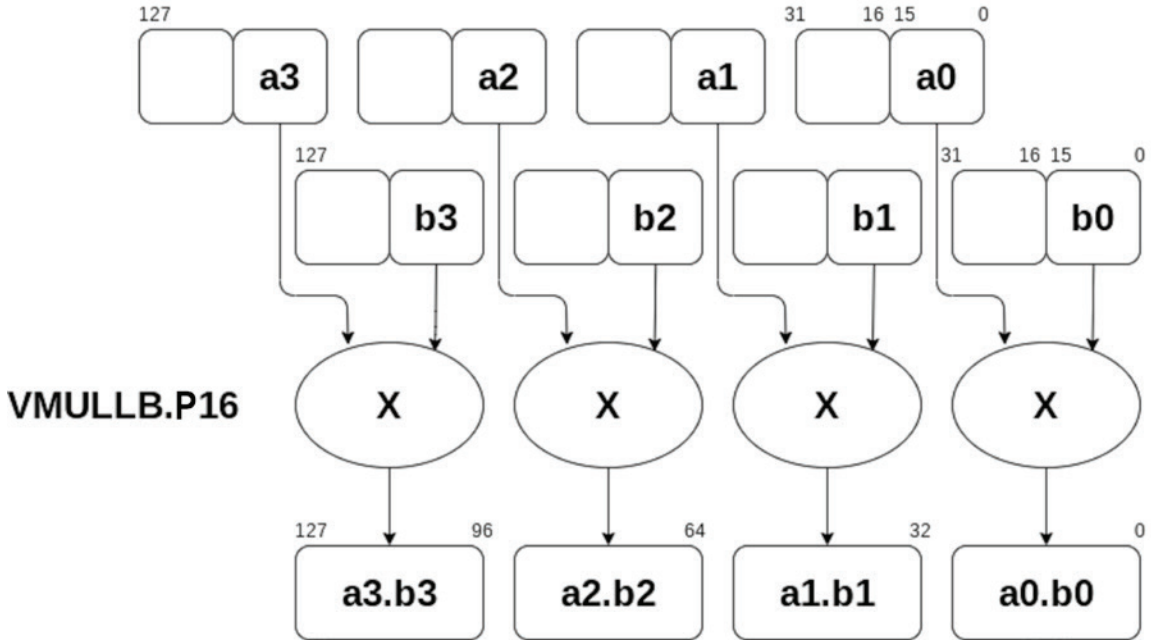 127 31 16 15 0
a3 a2 a1 a0
127 31 16 15 0
b3 b2 b1 b0
VMULLB.P16 X X X X
127 96 64 32 0
a3.b3 a2.b2 a1.b1 a0.b0